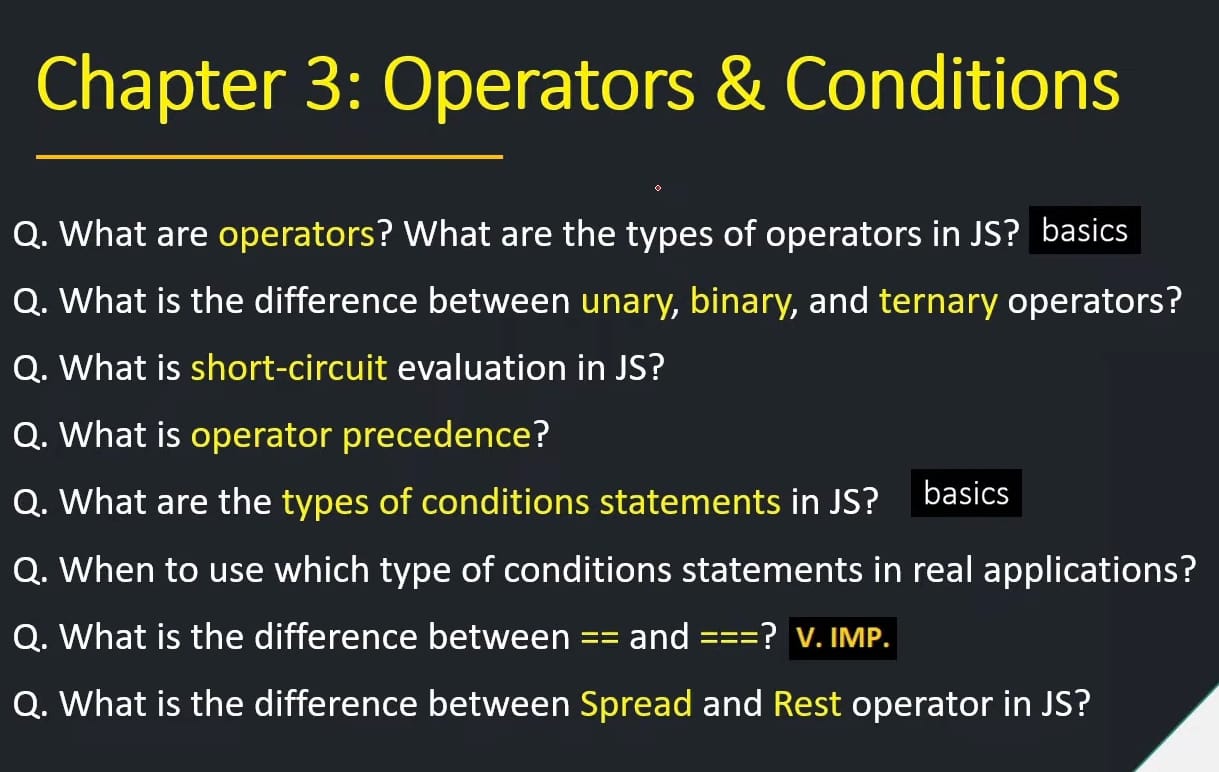 Chapter 3: Operators & Conditions
Q. What are operators? What are the types of operators in JS? basics
Q. What is the difference between unary, binary, and ternary operators?
Q. What is short-circuit evaluation in JS?
Q. What is operator precedence?
Q. What are the types of conditions statements in JS? basics
Q. When to use which type of conditions statements in real applications?
Q. What is the difference between == and ===? V. IMP.
Q. What is the difference between Spread and Rest operator in JS?